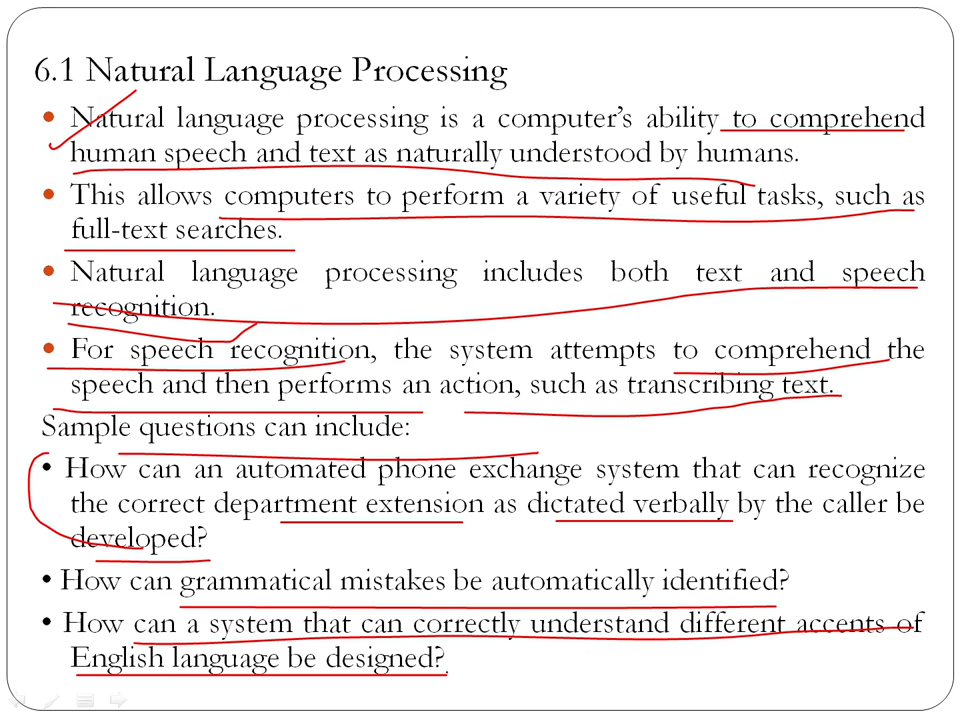 6.1 Natural Language Processing
• Natural language processing is a computer's ability to comprehend
human speech and text as naturally understood by humans.
• This allows computers to perform a variety of useful tasks, such as
full-text searches.
• Natural language processing includes both text and speech
recognition.
• For speech recognition, the system attempts to comprehend the
speech and then performs an action, such as transcribing text.
Sample questions can include:
• How can an automated phone exchange system that can recognize
the correct department extension as dictated verbally by the caller be
developed?
• How can grammatical mistakes be automatically identified?
• How can a system that can correctly understand different accents of
English language be designed?